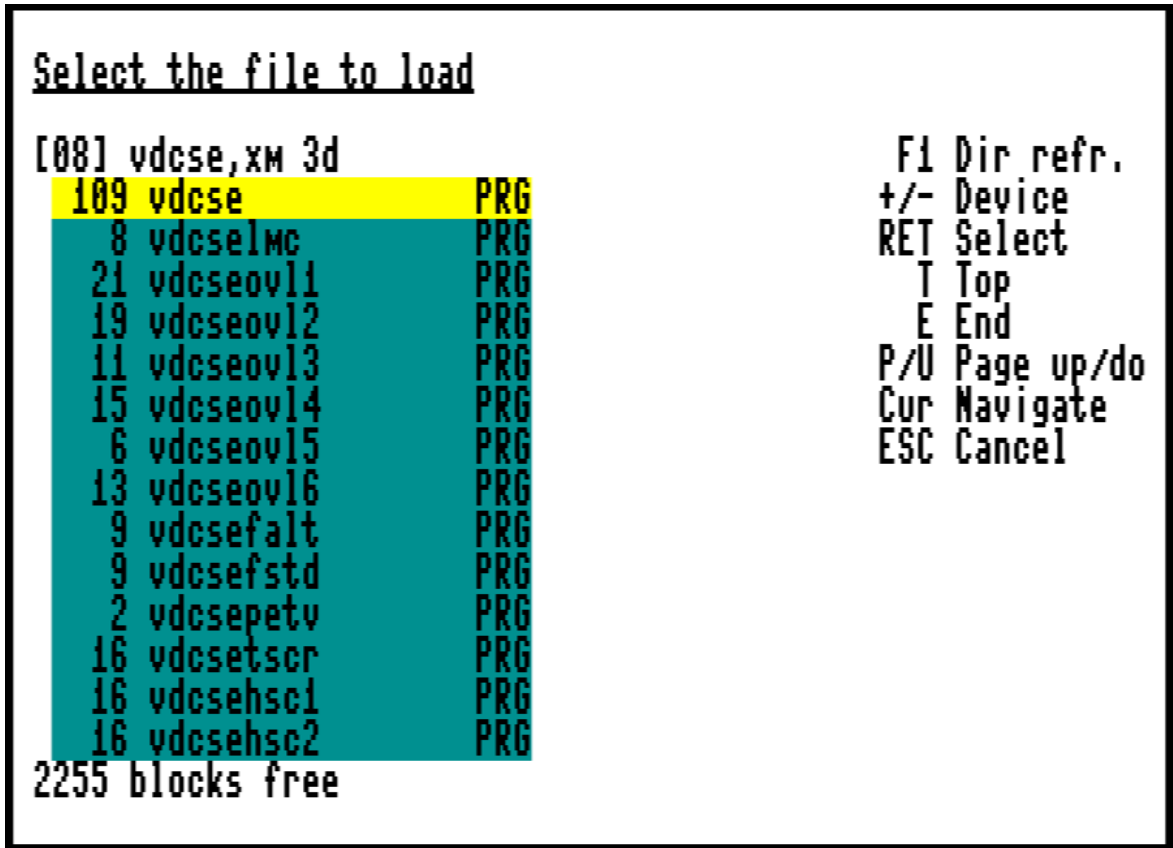 Select the file to load
[08] vdcse,xм 3d F1 Dir refr.
109 vdcse PRG +/- Device
8 vdcselмc PRG RET Select
21 vdcseovl1 PRG T Top
19 vdcseovl2 PRG E End
11 vdcseovl3 PRG P/U Page up/do
15 vdcseovl4 PRG Cur Navigate
6 vdcseovl5 PRG ESC Cancel
13 vdcseovl6 PRG
9 vdcsefalt PRG
9 vdcsefstd PRG
2 vdcsepetv PRG
16 vdcsetscr PRG
16 vdcsehsc1 PRG
16 vdcsehsc2 PRG
2255 blocks free